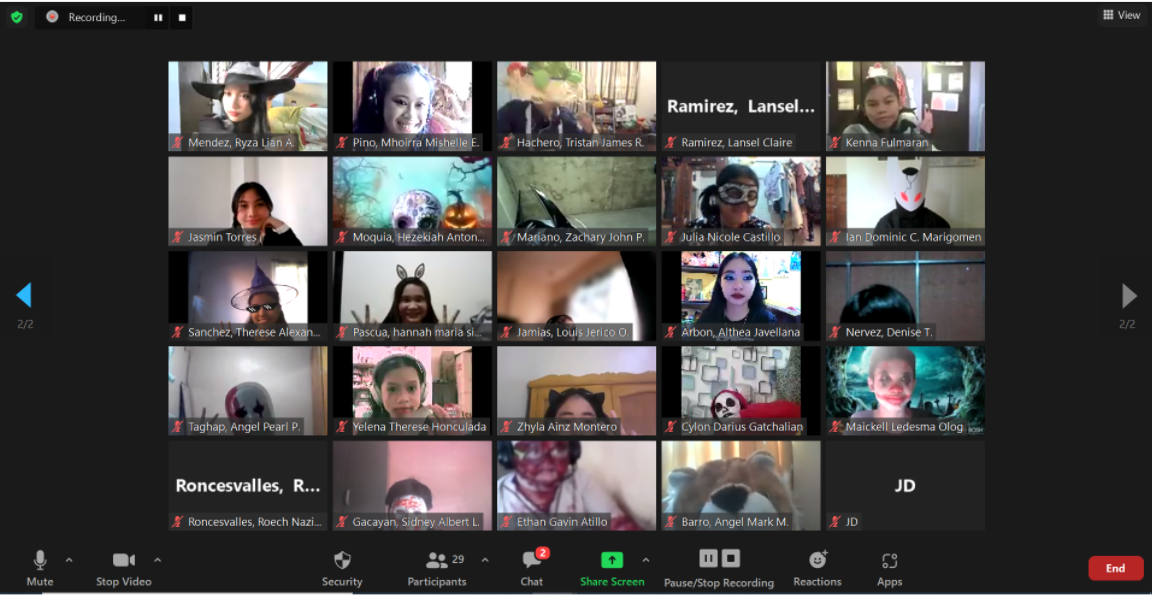 Recording...
View
Mendez, Ryza Lian A.
Pino, Mhoirra Mishelle E.
Hachero, Tristan James R.
Ramirez, Lansel...
Ramirez, Lansel Claire
Kenna Fulmaran
Jasmin Torres
Moquia, Hezekiah Anton...
Mariano, Zachary John P.
Julia Nicole Castillo
Ian Dominic C. Marigomen
Sanchez, Therese Alexan...
Pascua, hannah maria si...
Jamias, Louis Jerico O.
Arbon, Althea Javellana
Nervez, Denise T.
2/2
2/2
Taghap, Angel Pearl P.
Yelena Therese Honculada
Zhyla Ainz Montero
Cylon Darius Gatchalian
Maickell Ledesma Olog
Roncesvalles, R...
Roncesvalles, Roech Nazi...
Gacayan, Sidney Albert L.
Ethan Gavin Atillo
Barro, Angel Mark M.
JD
JD
Mute
Stop Video
Security
29
Participants
2
Chat
Share Screen
Pause/Stop Recording
Reactions
Apps
End